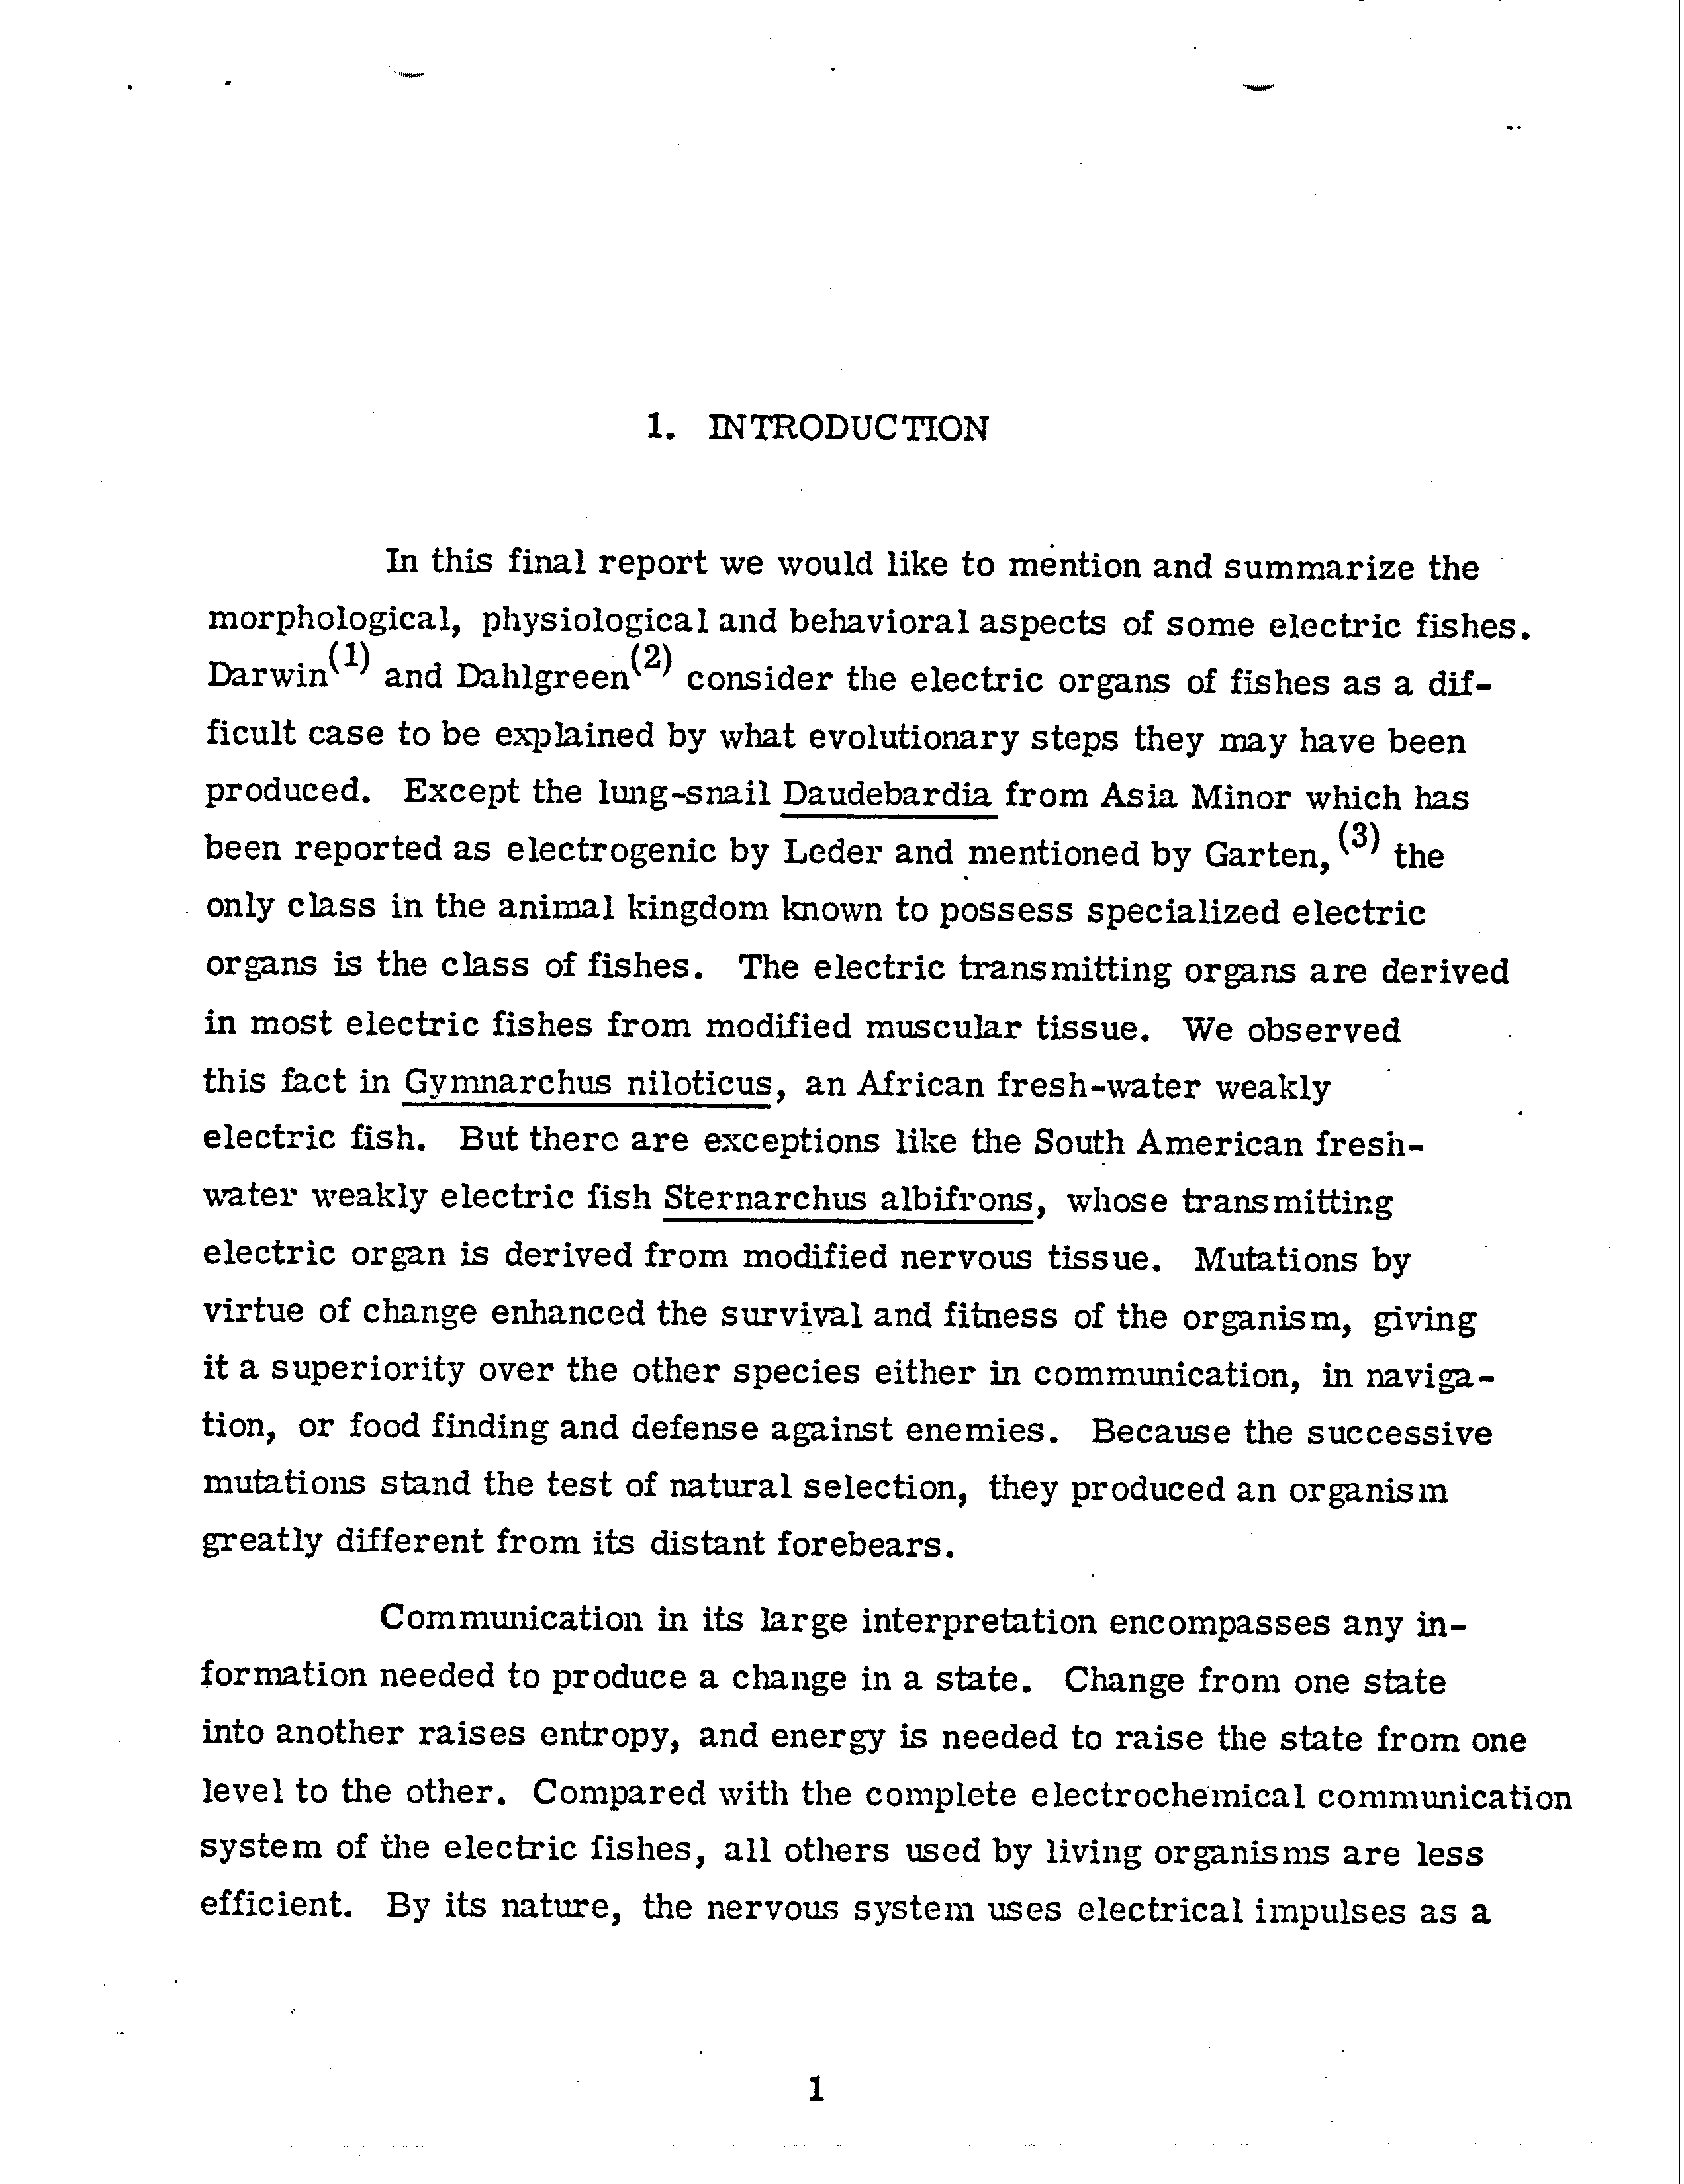 1. INTRODUCTION
In this final report we would like to mention and summarize the
morphological, physiological and behavioral aspects of some electric fishes.
Darwin(1) and Dahlgreen(2) consider the electric organs of fishes as a dif-
ficult case to be explained by what evolutionary steps they may have been
produced. Except the lung-snail Daudebardia from Asia Minor which has
been reported as electrogenic by Leder and mentioned by Garten,(3) the
only class in the animal kingdom known to possess specialized electric
organs is the class of fishes. The electric transmitting organs are derived
in most electric fishes from modified muscular tissue. We observed
this fact in Gymnarchus niloticus, an African fresh-water weakly
electric fish. But there are exceptions like the South American fresh-
water weakly electric fish Sternarchus albifrons, whose transmitting
electric organ is derived from modified nervous tissue. Mutations by
virtue of change enhanced the survival and fitness of the organism, giving
it a superiority over the other species either in communication, in naviga-
tion, or food finding and defense against enemies. Because the successive
mutations stand the test of natural selection, they produced an organism
greatly different from its distant forebears.
Communication in its large interpretation encompasses any in-
formation needed to produce a change in a state. Change from one state
into another raises entropy, and energy is needed to raise the state from one
level to the other. Compared with the complete electrochemical communication
system of the electric fishes, all others used by living organisms are less
efficient. By its nature, the nervous system uses electrical impulses as a
1